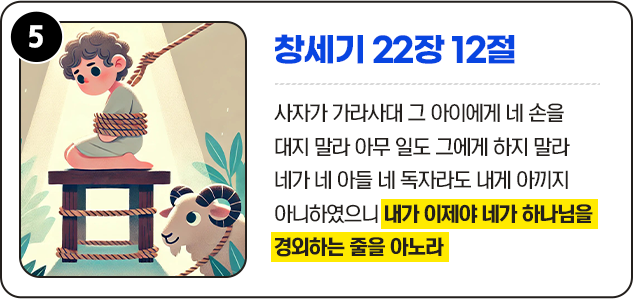 5
창세기 22장 12절
사자가 가라사대 그 아이에게 네 손을
대지 말라 아무 일도 그에게 하지 말라
네가 네 아들 네 독자라도 내게 아끼지
아니하였으니 내가 이제야 네가 하나님을
경외하는 줄을 아노라